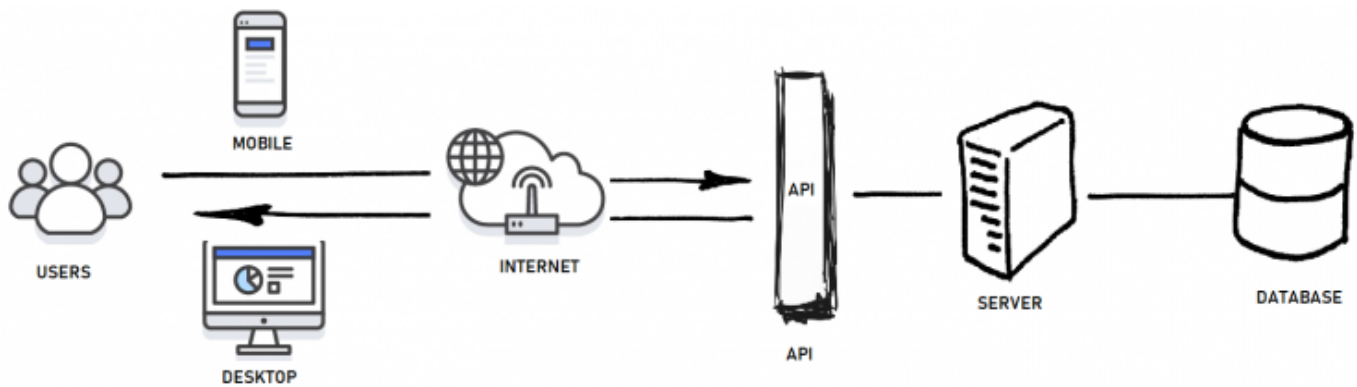 MOBILE
USERS
DESKTOP
INTERNET
API
API
SERVER
DATABASE